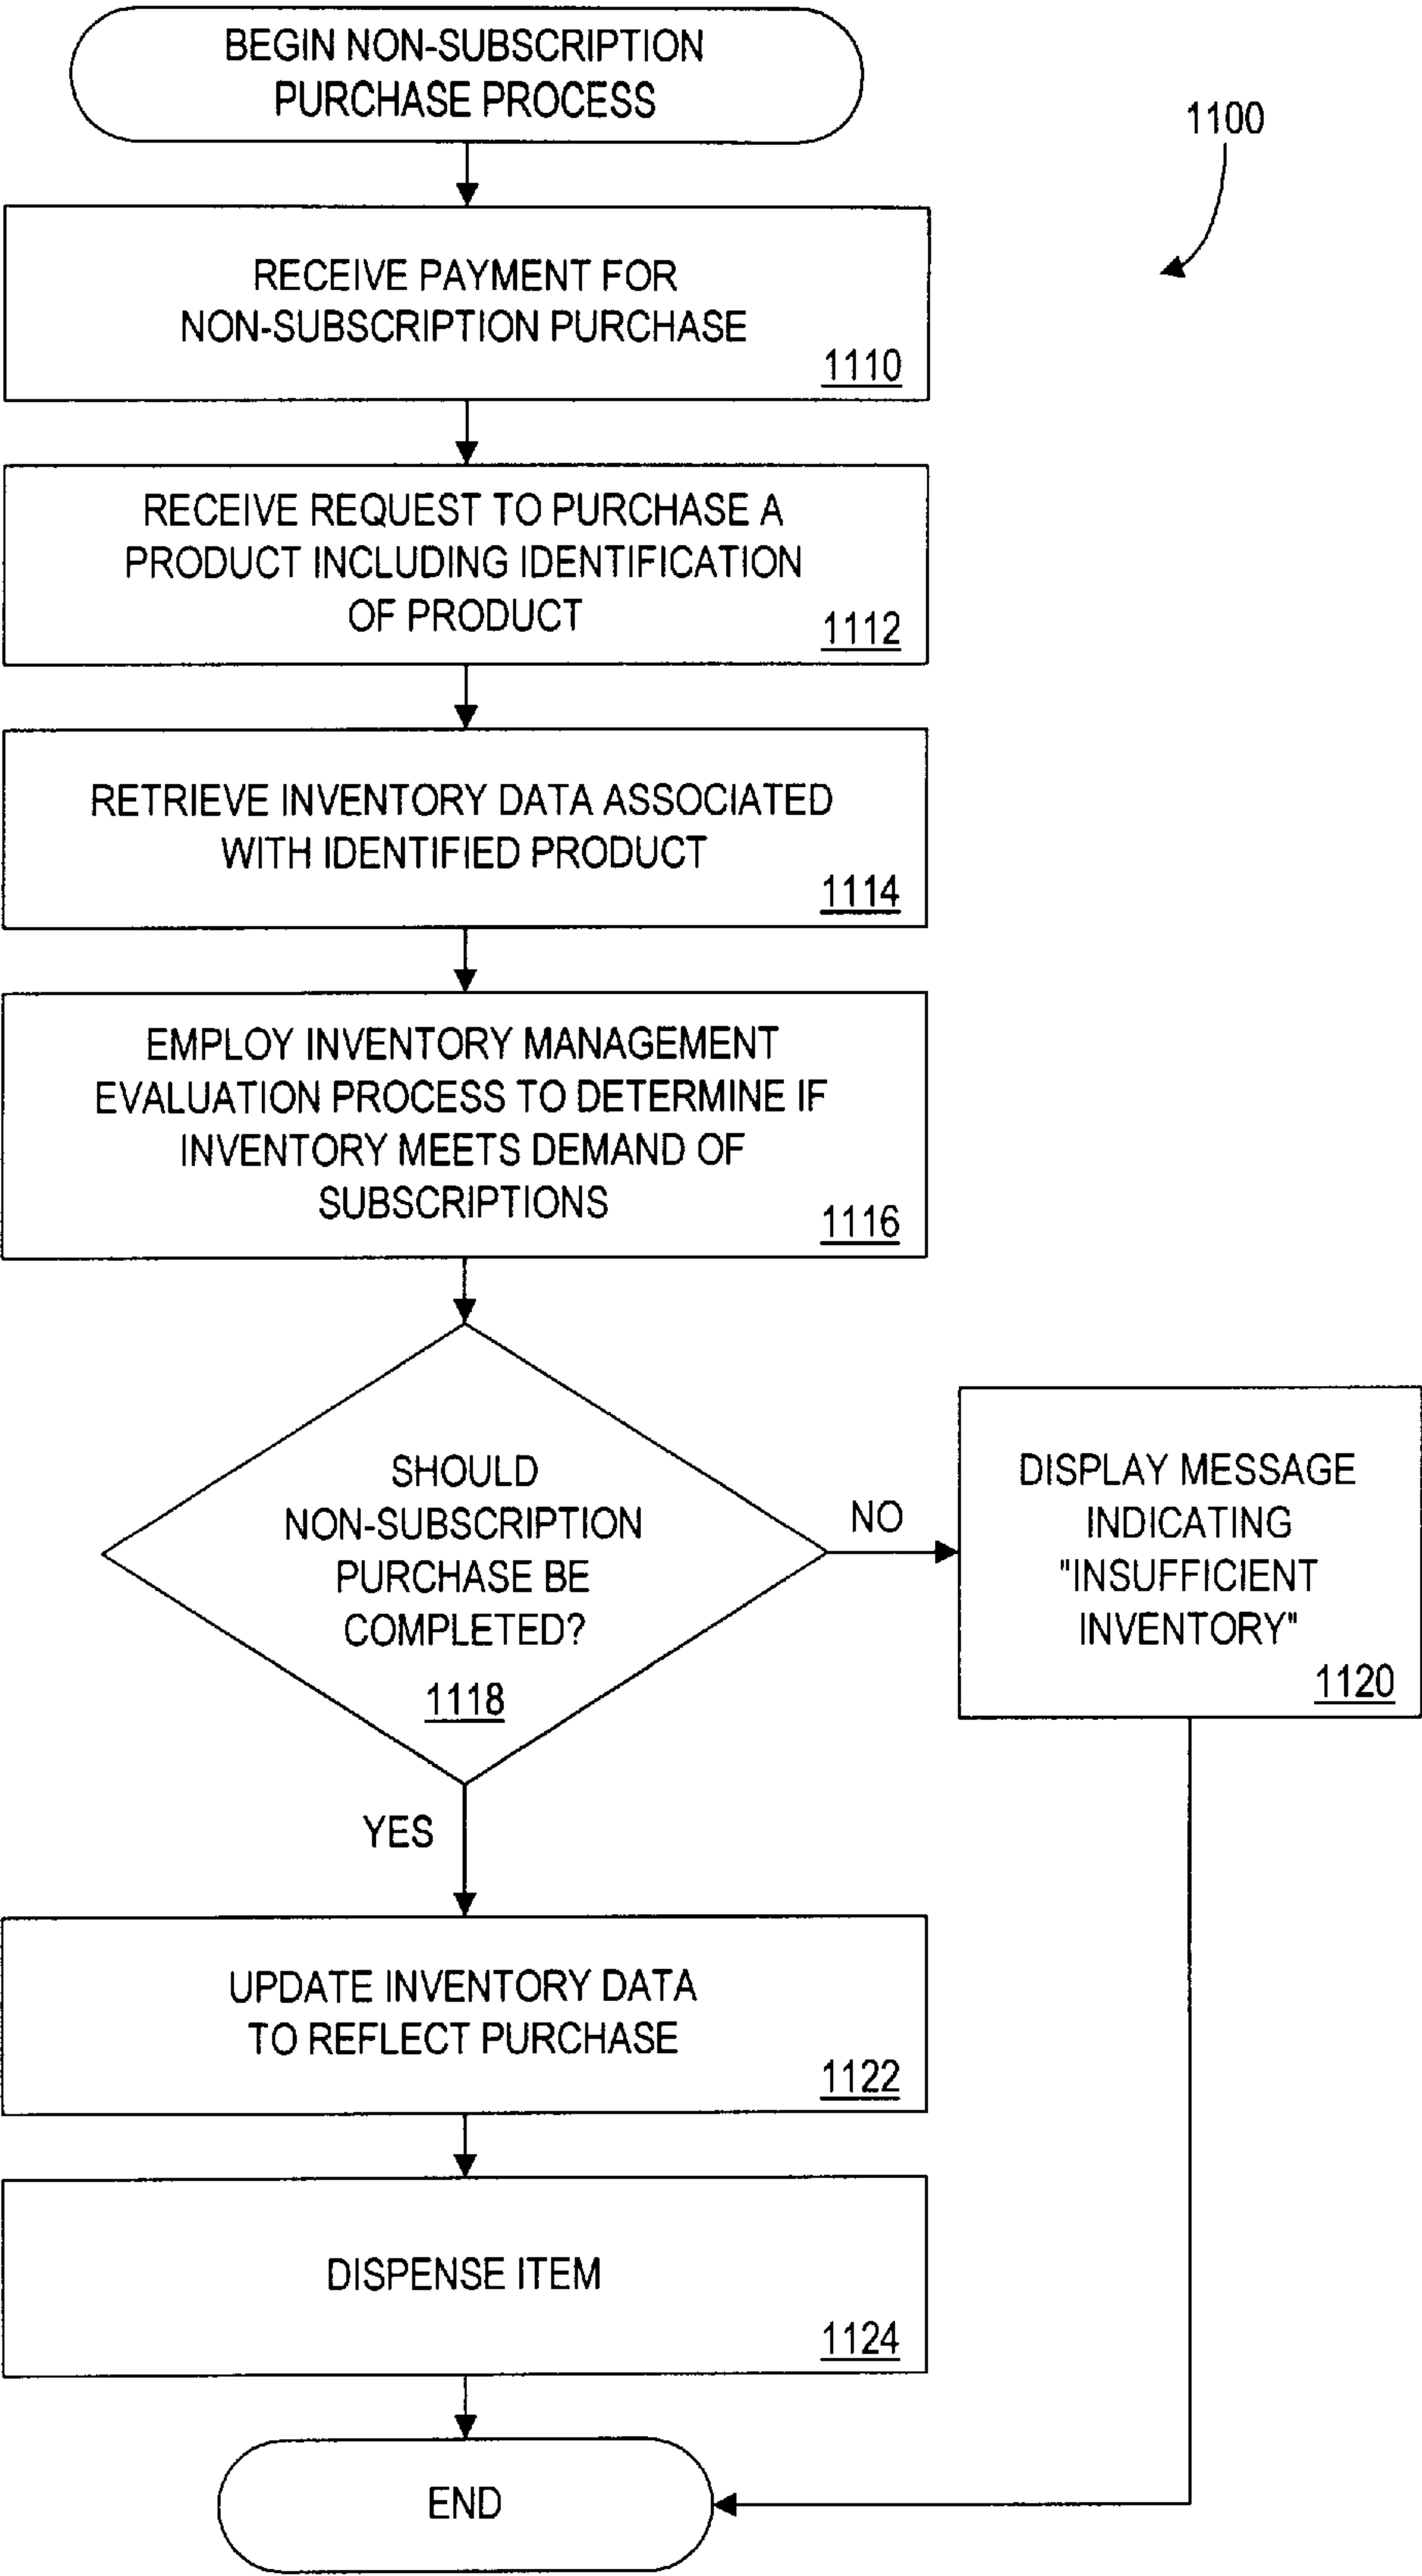 BEGIN NON-SUBSCRIPTION
PURCHASE PROCESS
1100
RECEIVE PAYMENT FOR
NON-SUBSCRIPTION PURCHASE
1110
RECEIVE REQUEST TO PURCHASE A
PRODUCT INCLUDING IDENTIFICATION
OF PRODUCT
1112
RETRIEVE INVENTORY DATA ASSOCIATED
WITH IDENTIFIED PRODUCT
1114
EMPLOY INVENTORY MANAGEMENT
EVALUATION PROCESS TO DETERMINE IF
INVENTORY MEETS DEMAND OF
SUBSCRIPTIONS
1116
SHOULD
NON-SUBSCRIPTION
PURCHASE BE
COMPLETED?
1118
NO
DISPLAY MESSAGE
INDICATING
"INSUFFICIENT
INVENTORY"
1120
YES
UPDATE INVENTORY DATA
TO REFLECT PURCHASE
1122
DISPENSE ITEM
1124
END